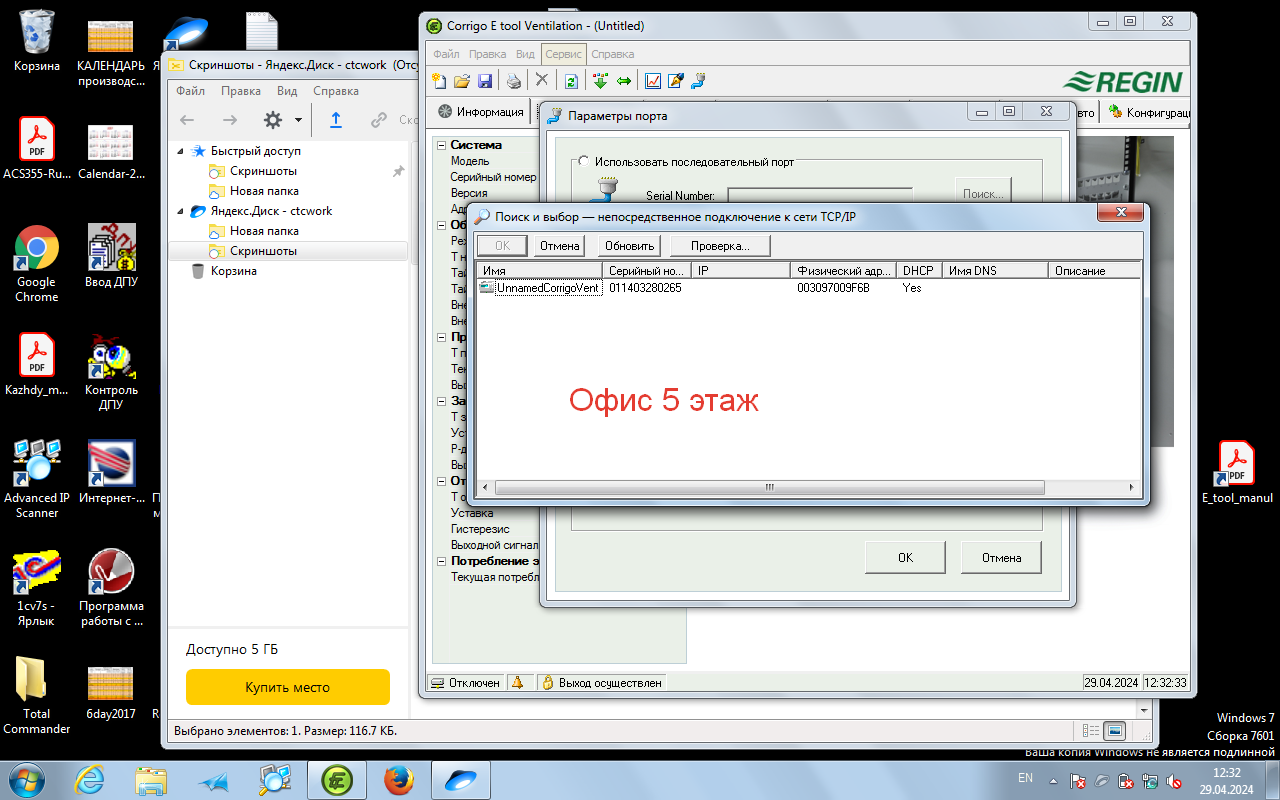 Корзина
КАЛЕНДАРЬ производс...
ACS355-Ru...
Calendar-2...
Google Chrome
Ввод ДПУ
Kazhdy_m...
Контроль ДПУ
Advanced IP Scanner
Интернет-...
1cv7s - Ярлык
Программа работы с ...
Total Commander
6day2017
E_tool_manul
Скриншоты - Яндекс.Диск - ctcwork
Файл Правка Вид Справка
Быстрый доступ
Скриншоты
Новая папка
Яндекс.Диск - ctcwork
Новая папка
Скриншоты
Корзина
Доступно 5 ГБ
Купить место
Выбрано элементов: 1. Размер: 116.7 КБ.
Corrigo E tool Ventilation - (Untitled)
Файл Правка Вид Сервис Справка
REGIN
Информация
Конфигурац
Система
Модель
Серийный номер
Версия
Уставка
Гистерезис
Выходной сигнал
Потребление э
Текущая потребл
Параметры порта
Использовать последовательный порт
Serial Number:
Поиск...
Поиск и выбор — непосредственное подключение к сети TCP/IP
OK Отмена Обновить Проверка...
Имя Серийный но... IP Физический адр... DHCP Имя DNS Описание
UnnamedCorrigoVent 011403280265 003097009F6B Yes
Офис 5 этаж
OK Отмена
Отключен Выход осуществлен 29.04.2024 12:32:33
Windows 7
Сборка 7601
Ваша копия Windows не является подлинной
EN 12:32
29.04.2024